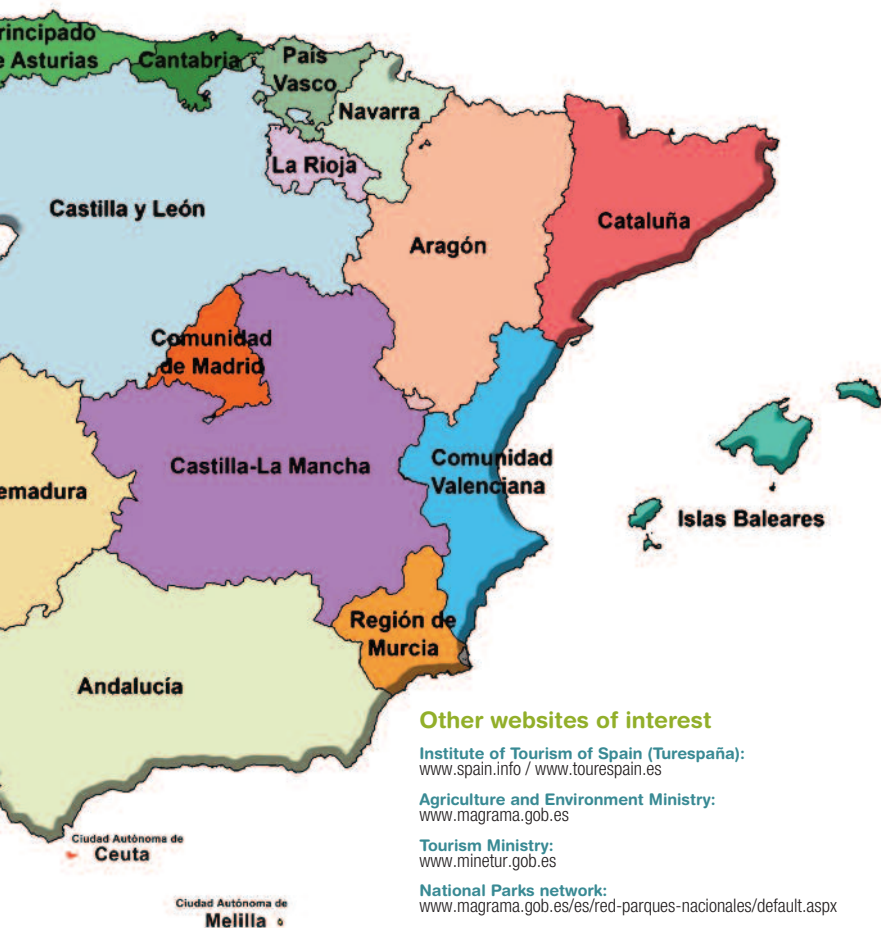 rincipado
e Asturias
Cantabria
País
Vasco
Navarra
La Rioja
Castilla y León
Aragón
Cataluña
Comunidad
de Madrid
Castilla-La Mancha
Comunidad
Valenciana
emadura
Islas Baleares
Región de
Murcia
Andalucía
Ciudad Autònoma de
Ceuta
Ciudad Autónoma de
Melilla
Other websites of interest
Institute of Tourism of Spain (Turespaña):
www.spain.info / www.tourespain.es
Agriculture and Environment Ministry:
www.magrama.gob.es
Tourism Ministry:
www.minetur.gob.es
National Parks network:
www.magrama.gob.es/es/red-parques-nacionales/default.aspx